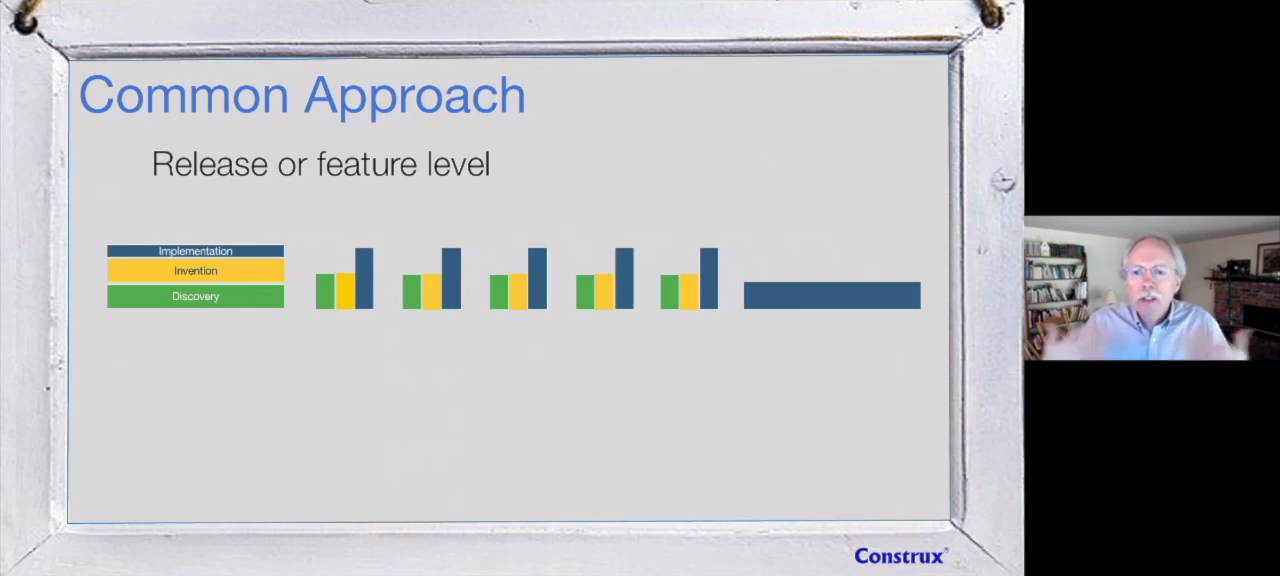 Common Approach
Release or feature level
Implementation
Invention
Discovery
Construx®